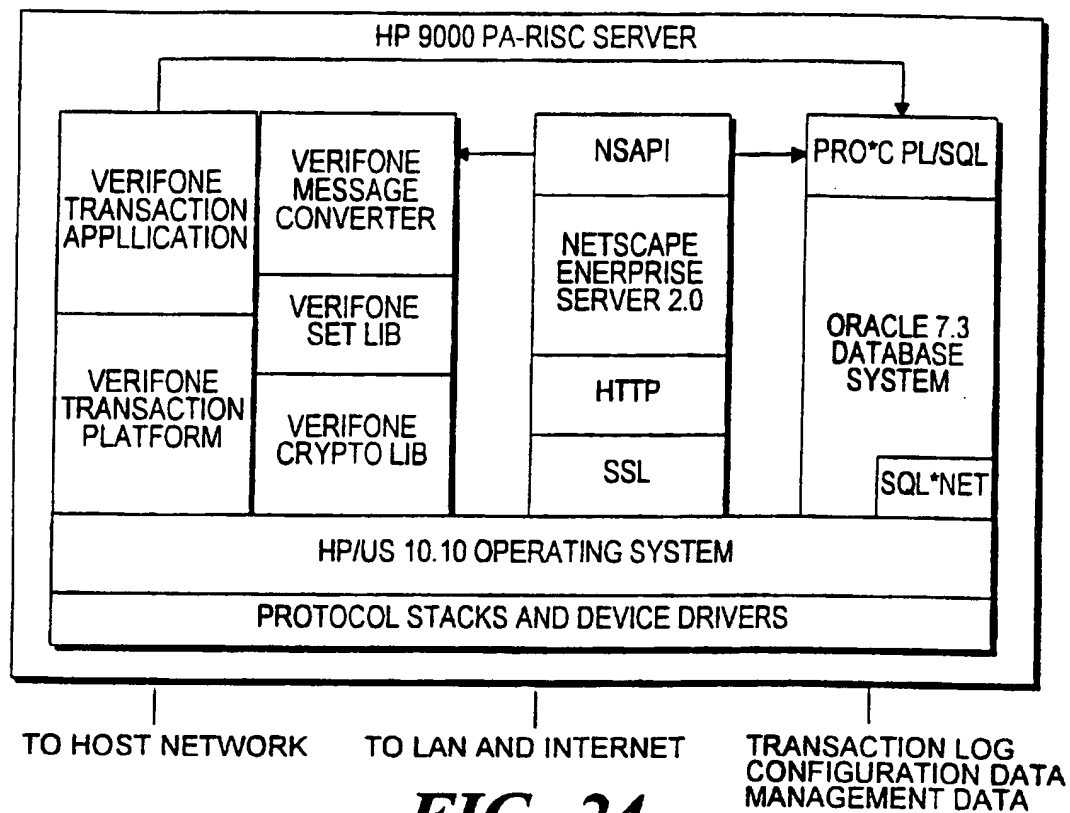 HP 9000 PA-RISC SERVER
VERIFONE
TRANSACTION
APPLLICATION
VERIFONE
TRANSACTION
PLATFORM
VERIFONE
MESSAGE
CONVERTER
VERIFONE
SET LIB
VERIFONE
CRYPTO LIB
NSAPI
NETSCAPE
ENERPRISE
SERVER 2.0
HTTP
SSL
PRO*C PL/SQL
ORACLE 7.3
DATABASE
SYSTEM
SQL*NET
HP/US 10.10 OPERATING SYSTEM
PROTOCOL STACKS AND DEVICE DRIVERS
TO HOST NETWORK
TO LAN AND INTERNET
TRANSACTION LOG
CONFIGURATION DATA
MANAGEMENT DATA